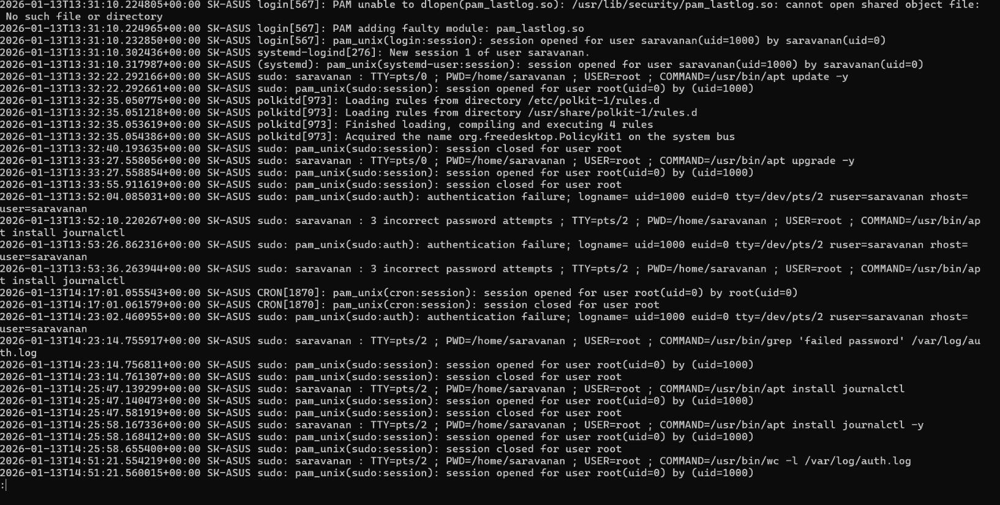 2026-01-13T13:31:10.224805+00:00 SK-ASUS login[567]: PAM unable to dlopen(pam_lastlog.so): /usr/lib/security/pam_lastlog.so: cannot open shared object file:
 No such file or directory
2026-01-13T13:31:10.224965+00:00 SK-ASUS login[567]: PAM adding faulty module: pam_lastlog.so
2026-01-13T13:31:10.232850+00:00 SK-ASUS login[567]: pam_unix(login:session): session opened for user saravanan(uid=1000) by saravanan(uid=0)
2026-01-13T13:31:10.302436+00:00 SK-ASUS systemd-logind[276]: New session 1 of user saravanan.
2026-01-13T13:31:10.317987+00:00 SK-ASUS (systemd): pam_unix(systemd-user:session): session opened for user saravanan(uid=1000) by saravanan(uid=0)
2026-01-13T13:32:22.292166+00:00 SK-ASUS sudo: saravanan : TTY=pts/0 ; PWD=/home/saravanan ; USER=root ; COMMAND=/usr/bin/apt update -y
2026-01-13T13:32:22.292661+00:00 SK-ASUS sudo: pam_unix(sudo:session): session opened for user root(uid=0) by (uid=1000)
2026-01-13T13:32:35.050775+00:00 SK-ASUS polkitd[973]: Loading rules from directory /etc/polkit-1/rules.d
2026-01-13T13:32:35.051218+00:00 SK-ASUS polkitd[973]: Loading rules from directory /usr/share/polkit-1/rules.d
2026-01-13T13:32:35.053619+00:00 SK-ASUS polkitd[973]: Finished loading, compiling and executing 4 rules
2026-01-13T13:32:35.054386+00:00 SK-ASUS polkitd[973]: Acquired the name org.freedesktop.PolicyKit1 on the system bus
2026-01-13T13:32:40.193635+00:00 SK-ASUS sudo: pam_unix(sudo:session): session closed for user root
2026-01-13T13:33:27.558056+00:00 SK-ASUS sudo: saravanan : TTY=pts/0 ; PWD=/home/saravanan ; USER=root ; COMMAND=/usr/bin/apt upgrade -y
2026-01-13T13:33:27.558854+00:00 SK-ASUS sudo: pam_unix(sudo:session): session opened for user root(uid=0) by (uid=1000)
2026-01-13T13:33:55.911619+00:00 SK-ASUS sudo: pam_unix(sudo:session): session closed for user root
2026-01-13T13:52:04.085031+00:00 SK-ASUS sudo: pam_unix(sudo:auth): authentication failure; logname= uid=1000 euid=0 tty=/dev/pts/2 ruser=saravanan rhost=
user=saravanan
2026-01-13T13:52:10.220267+00:00 SK-ASUS sudo: saravanan : 3 incorrect password attempts ; TTY=pts/2 ; PWD=/home/saravanan ; USER=root ; COMMAND=/usr/bin/ap
t install journalctl
2026-01-13T13:53:26.862316+00:00 SK-ASUS sudo: pam_unix(sudo:auth): authentication failure; logname= uid=1000 euid=0 tty=/dev/pts/2 ruser=saravanan rhost=
user=saravanan
2026-01-13T13:53:36.263944+00:00 SK-ASUS sudo: saravanan : 3 incorrect password attempts ; TTY=pts/2 ; PWD=/home/saravanan ; USER=root ; COMMAND=/usr/bin/ap
t install journalctl
2026-01-13T14:17:01.055543+00:00 SK-ASUS CRON[1870]: pam_unix(cron:session): session opened for user root(uid=0) by root(uid=0)
2026-01-13T14:17:01.061579+00:00 SK-ASUS CRON[1870]: pam_unix(cron:session): session closed for user root
2026-01-13T14:23:02.460955+00:00 SK-ASUS sudo: pam_unix(sudo:auth): authentication failure; logname= uid=1000 euid=0 tty=/dev/pts/2 ruser=saravanan rhost=
user=saravanan
2026-01-13T14:23:14.755917+00:00 SK-ASUS sudo: saravanan : TTY=pts/2 ; PWD=/home/saravanan ; USER=root ; COMMAND=/usr/bin/grep 'failed password' /var/log/au
th.log
2026-01-13T14:23:14.756811+00:00 SK-ASUS sudo: pam_unix(sudo:session): session opened for user root(uid=0) by (uid=1000)
2026-01-13T14:23:14.761307+00:00 SK-ASUS sudo: pam_unix(sudo:session): session closed for user root
2026-01-13T14:25:47.139299+00:00 SK-ASUS sudo: saravanan : TTY=pts/2 ; PWD=/home/saravanan ; USER=root ; COMMAND=/usr/bin/apt install journalctl
2026-01-13T14:25:47.140473+00:00 SK-ASUS sudo: pam_unix(sudo:session): session opened for user root(uid=0) by (uid=1000)
2026-01-13T14:25:47.581919+00:00 SK-ASUS sudo: pam_unix(sudo:session): session closed for user root
2026-01-13T14:25:58.167336+00:00 SK-ASUS sudo: saravanan : TTY=pts/2 ; PWD=/home/saravanan ; USER=root ; COMMAND=/usr/bin/apt install journalctl -y
2026-01-13T14:25:58.168412+00:00 SK-ASUS sudo: pam_unix(sudo:session): session opened for user root(uid=0) by (uid=1000)
2026-01-13T14:25:58.655400+00:00 SK-ASUS sudo: pam_unix(sudo:session): session closed for user root
2026-01-13T14:51:21.554219+00:00 SK-ASUS sudo: saravanan : TTY=pts/2 ; PWD=/home/saravanan ; USER=root ; COMMAND=/usr/bin/wc -l /var/log/auth.log
2026-01-13T14:51:21.560015+00:00 SK-ASUS sudo: pam_unix(sudo:session): session opened for user root(uid=0) by (uid=1000)
: